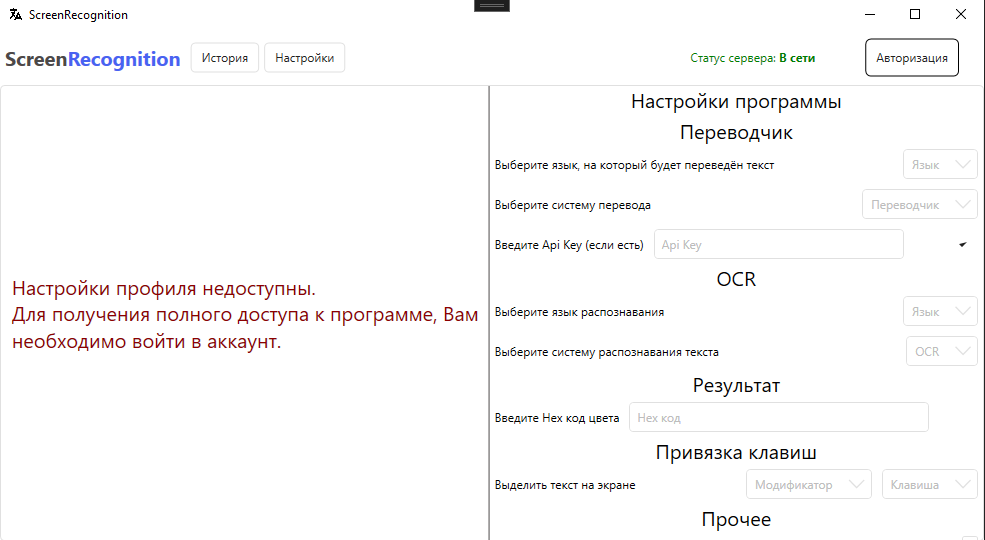 ScreenRecognition
ScreenRecognition История Настройки Статус сервера: В сети Авторизация
Настройки профиля недоступны.
Для получения полного доступа к программе, Вам
необходимо войти в аккаунт.
Настройки программы
Переводчик
Выберите язык, на который будет переведён текст Язык
Выберите систему перевода Переводчик
Введите Api Key (если есть) Api Key
OCR
Выберите язык распознавания Язык
Выберите систему распознавания текста OCR
Результат
Введите Hex код цвета Hex код
Привязка клавиш
Выделить текст на экране Модификатор Клавиша
Прочее